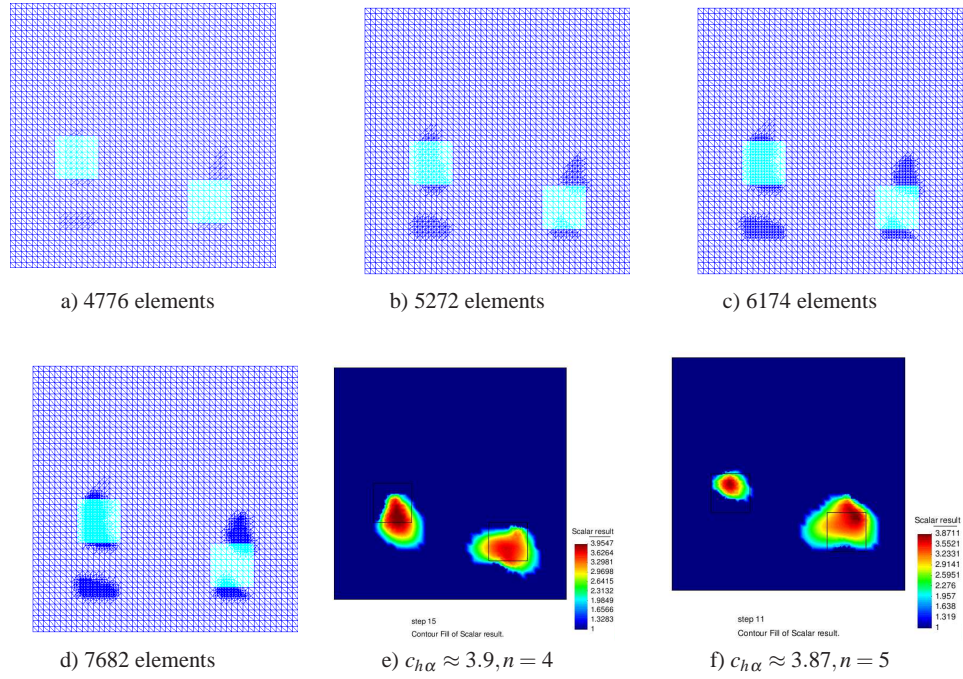 a) 4776 elements
b) 5272 elements
c) 6174 elements
d) 7682 elements
Scalar result
3.9547
3.6264
3.2981
2.9698
2.6415
2.3132
1.9849
1.6566
1.3283
1
step 15
Contour Fill of Scalar result.
e) c_{hα} ≈ 3.9, n = 4
Scalar result
3.8711
3.5521
3.2331
2.9141
2.5951
2.276
1.957
1.638
1.319
1
step 11
Contour Fill of Scalar result.
f) c_{hα} ≈ 3.87, n = 5